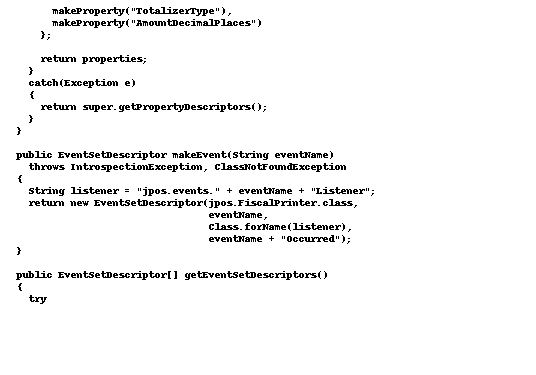 makeProperty("TotalizerType"),
makeProperty("AmountDecimalPlaces")
};
return properties;
}
catch(Exception e)
{
return super.getPropertyDescriptors();
}
}
public EventSetDescriptor makeEvent(String eventName)
throws IntrospectionException, ClassNotFoundException
{
String listener = "jpos.events." + eventName + "Listener";
return new EventSetDescriptor(jpos.FiscalPrinter.class,
eventName,
Class.forName(listener),
eventName + "Occurred");
}
public EventSetDescriptor[] getEventSetDescriptors()
{
try